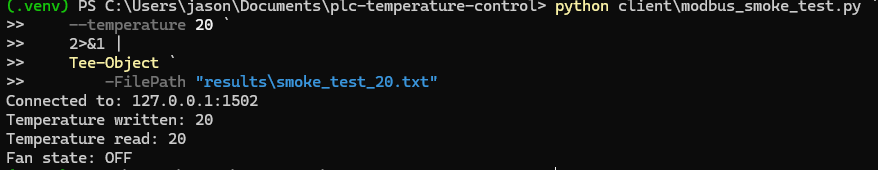 (.venv) PS C:\Users\jason\Documents\plc-temperature-control> python client\modbus_smoke_test.py `
>> --temperature 20 `
>> 2>&1 |
>> Tee-Object `
>> -FilePath "results\smoke_test_20.txt"
Connected to: 127.0.0.1:1502
Temperature written: 20
Temperature read: 20
Fan state: OFF